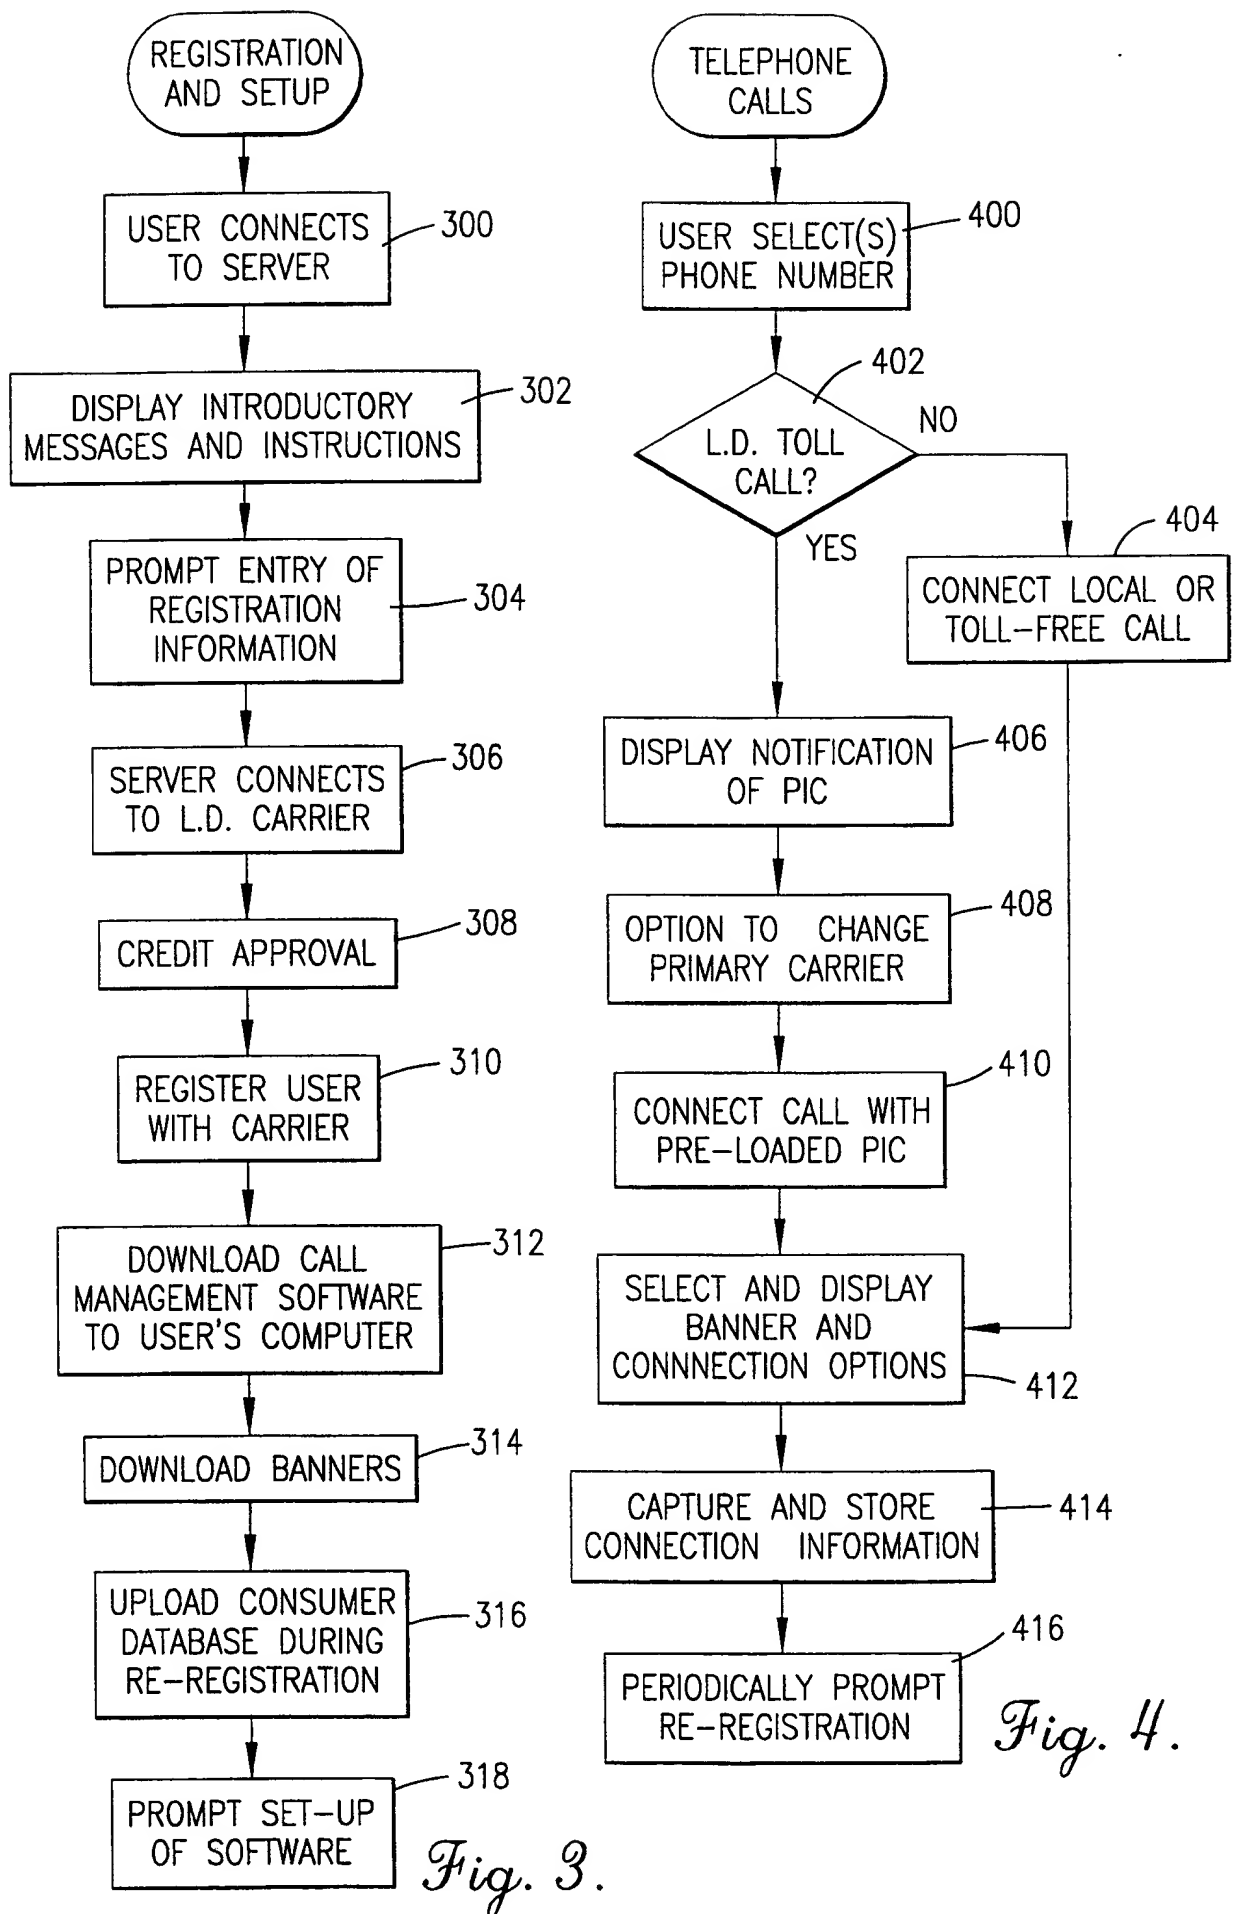 REGISTRATION
AND SETUP
USER CONNECTS
TO SERVER
300
DISPLAY INTRODUCTORY
MESSAGES AND INSTRUCTIONS
302
PROMPT ENTRY OF
REGISTRATION
INFORMATION
304
SERVER CONNECTS
TO L.D. CARRIER
306
CREDIT APPROVAL
308
REGISTER USER
WITH CARRIER
310
DOWNLOAD CALL
MANAGEMENT SOFTWARE
TO USER'S COMPUTER
312
DOWNLOAD BANNERS
314
UPLOAD CONSUMER
DATABASE DURING
RE-REGISTRATION
316
PROMPT SET-UP
OF SOFTWARE
318
Fig. 3.
TELEPHONE
CALLS
USER SELECT(S)
PHONE NUMBER
400
L.D. TOLL
CALL?
402
NO
YES
CONNECT LOCAL OR
TOLL-FREE CALL
404
DISPLAY NOTIFICATION
OF PIC
406
OPTION TO CHANGE
PRIMARY CARRIER
408
CONNECT CALL WITH
PRE-LOADED PIC
410
SELECT AND DISPLAY
BANNER AND
CONNNECTION OPTIONS
412
CAPTURE AND STORE
CONNECTION INFORMATION
414
PERIODICALLY PROMPT
RE-REGISTRATION
416
Fig. 4.